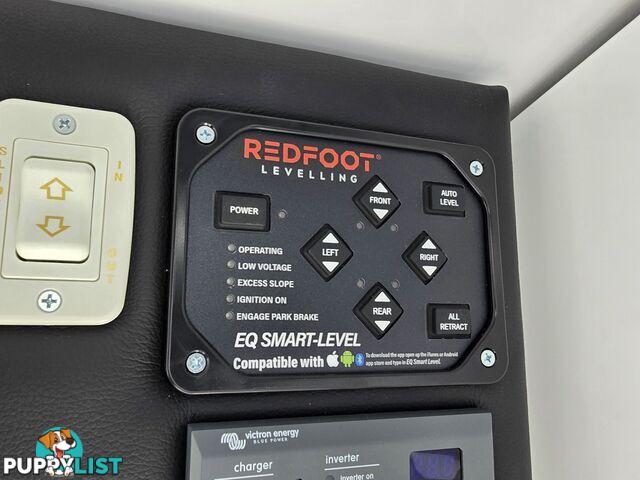 SLIDE
IN
OUT
REDFOOT®
LEVELLING
POWER
FRONT
AUTO
LEVEL
LEFT
RIGHT
OPERATING
LOW VOLTAGE
EXCESS SLOPE
IGNITION ON
ENGAGE PARK BRAKE
REAR
ALL
RETRACT
EQ SMART-LEVEL
Compatible with
To download the app open up the iTunes or Android
app store and type in EQ Smart Level.
victron energy
BLUE POWER
charger
inverter
Inverter on
PUPPYLIST